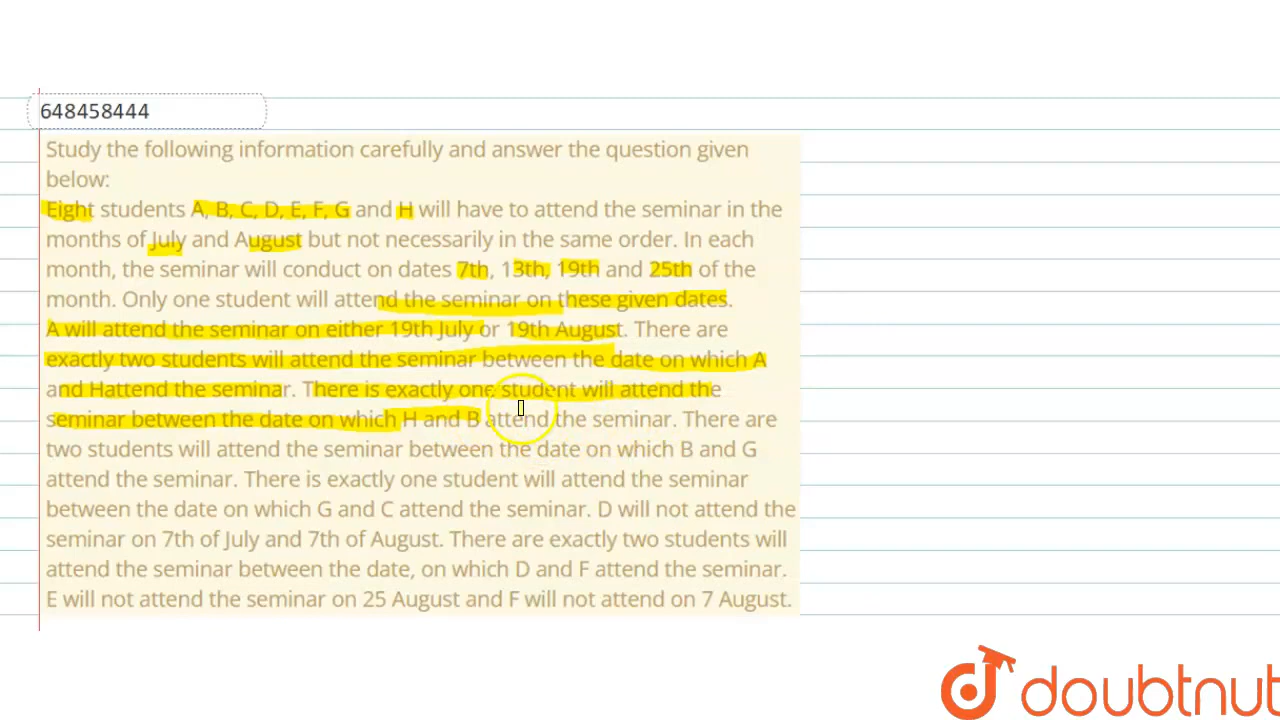 648458444
Study the following information carefully and answer the question given
below:
Eight students A, B, C, D, E, F, G and H will have to attend the seminar in the
months of July and August but not necessarily in the same order. In each
month, the seminar will conduct on dates 7th, 13th, 19th and 25th of the
month. Only one student will attend the seminar on these given dates.
A will attend the seminar on either 19th July or 19th August. There are
exactly two students will attend the seminar between the date on which A
and Hattend the seminar. There is exactly one student will attend the
seminar between the date on which H and B attend the seminar. There are
two students will attend the seminar between the date on which B and G
attend the seminar. There is exactly one student will attend the seminar
between the date on which G and C attend the seminar. D will not attend the
seminar on 7th of July and 7th of August. There are exactly two students will
attend the seminar between the date, on which D and F attend the seminar.
E will not attend the seminar on 25 August and F will not attend on 7 August.
doubtnut